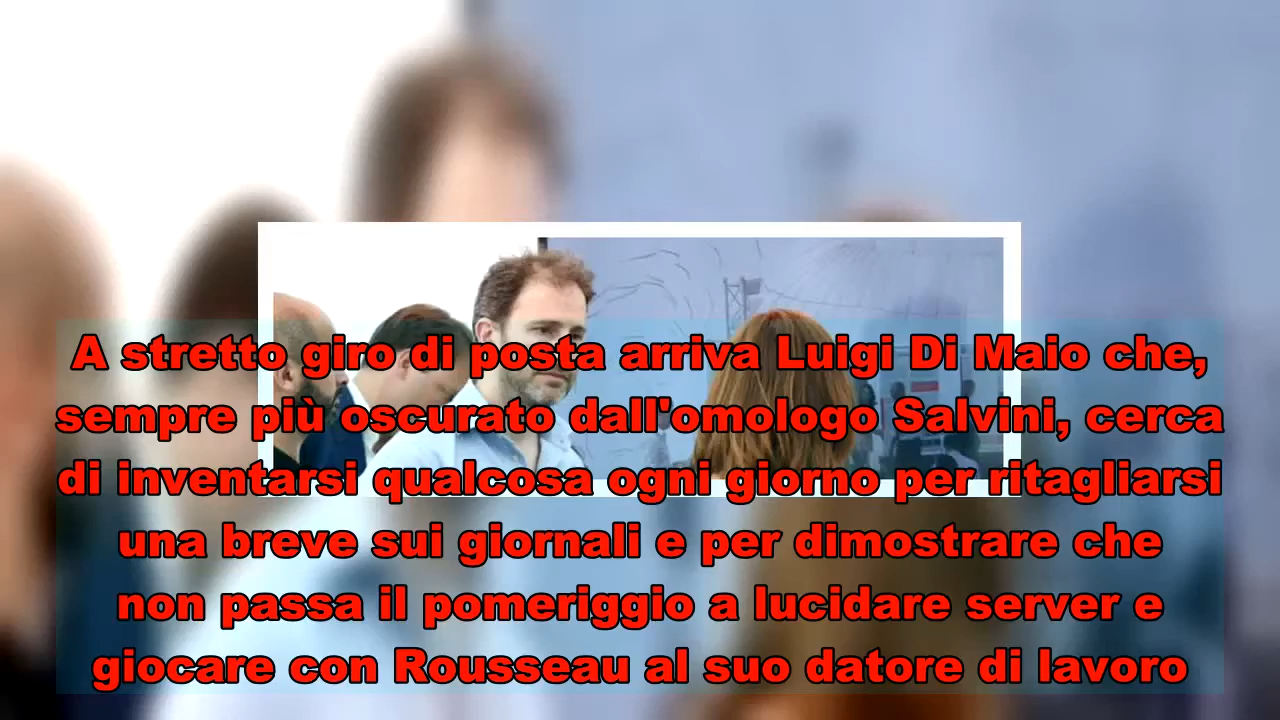 A stretto giro di posta arriva Luigi Di Maio che,
sempre più oscurato dall'omologo Salvini, cerca
di inventarsi qualcosa ogni giorno per ritagliarsi
una breve sui giornali e per dimostrare che
non passa il pomeriggio a lucidare server e
giocare con Rousseau al suo datore di lavoro